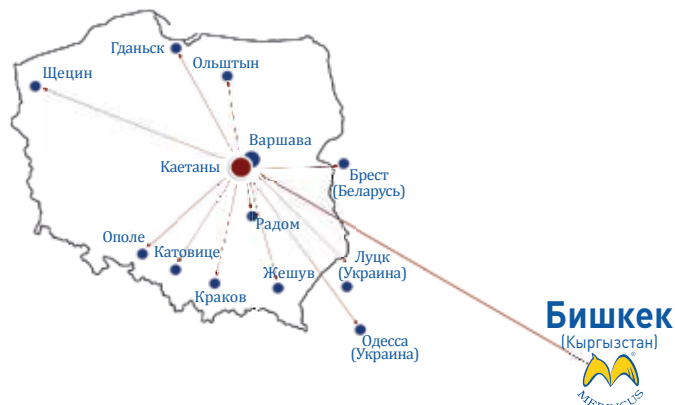 Гданьск
Ольштын
Щецин
Варшава
Каетаны
Брест
(Беларусь)
Радом
Ополе
Катовице
Луцк
(Украина)
Жешув
Краков
Бишкек
(Кыргызстан)
Одесса
(Украина)
®